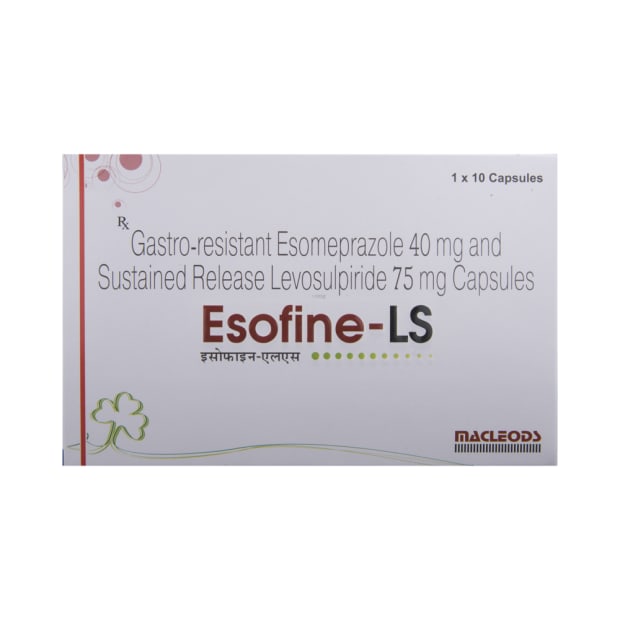 1 x 10 Capsules
Rx
Gastro-resistant Esomeprazole 40 mg and
Sustained Release Levosulpiride 75 mg Capsules
Esofine-LS
इसोफाइन-एलएस
MACLEODS